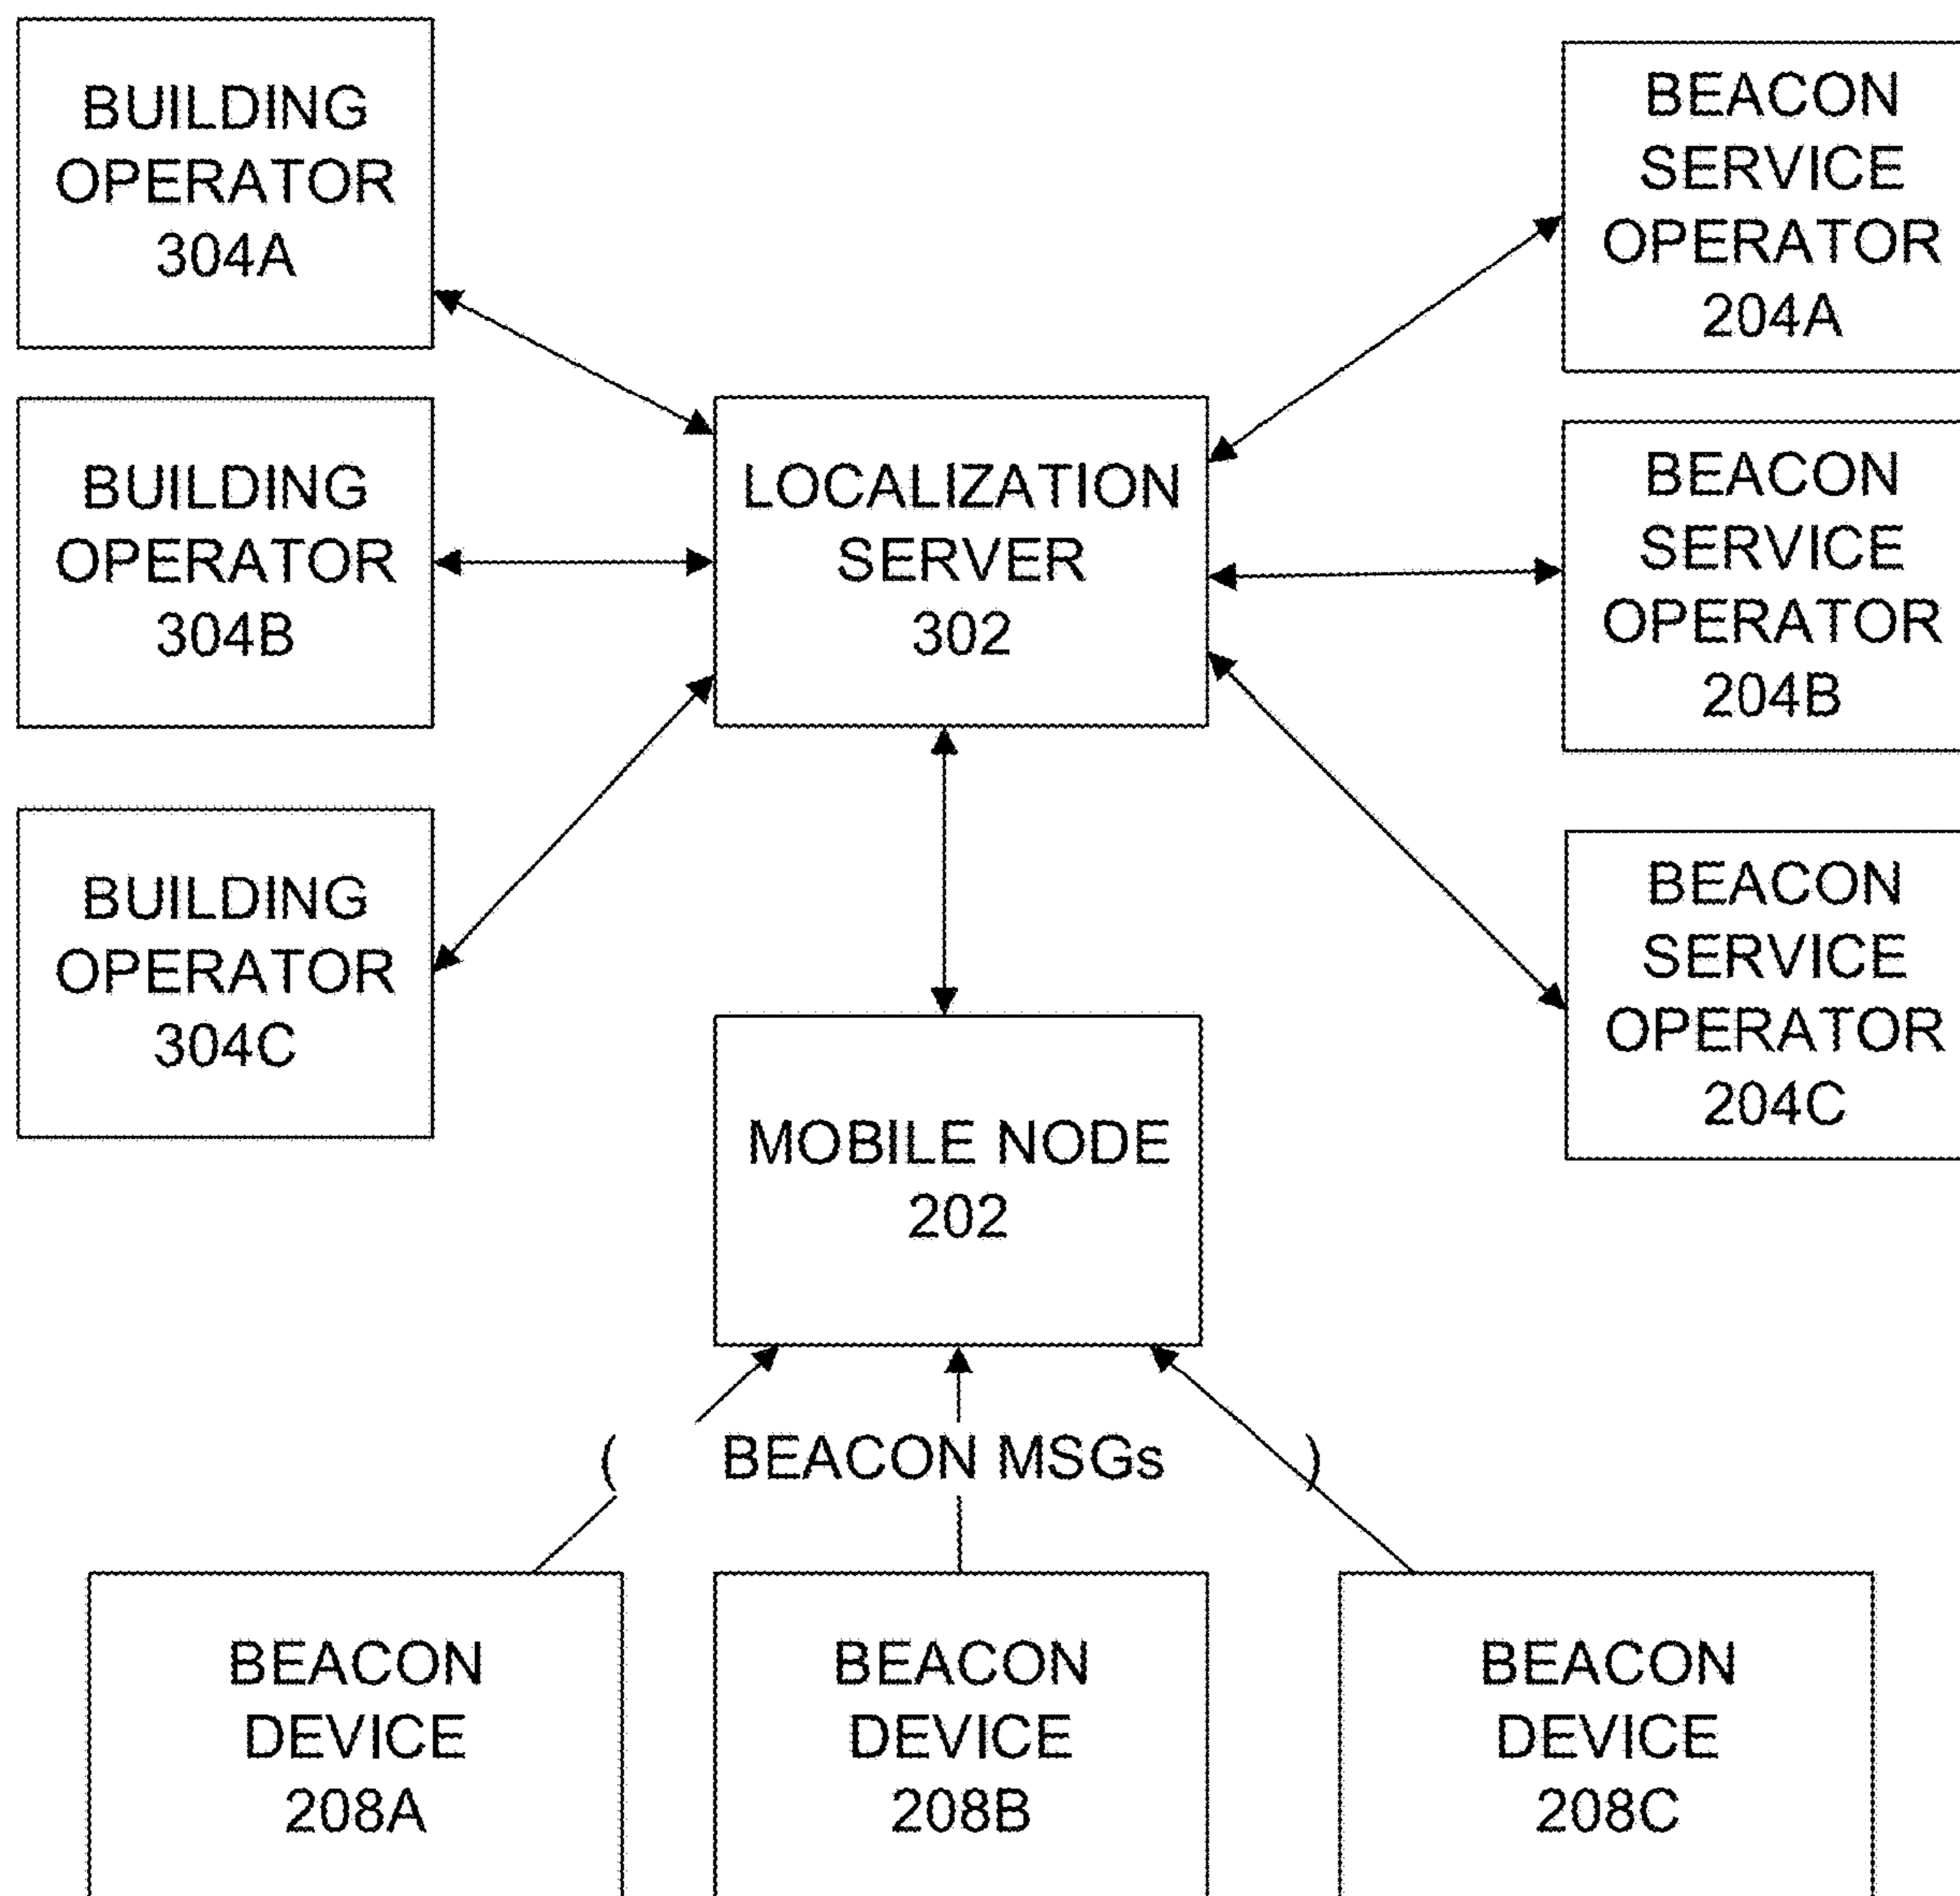 BUILDING
OPERATOR
304A
BEACON
SERVICE
OPERATOR
204A
BUILDING
OPERATOR
304B
LOCALIZATION
SERVER
302
BEACON
SERVICE
OPERATOR
204B
BUILDING
OPERATOR
304C
BEACON
SERVICE
OPERATOR
204C
MOBILE NODE
202
( BEACON MSGs )
BEACON
DEVICE
208A
BEACON
DEVICE
208B
BEACON
DEVICE
208C